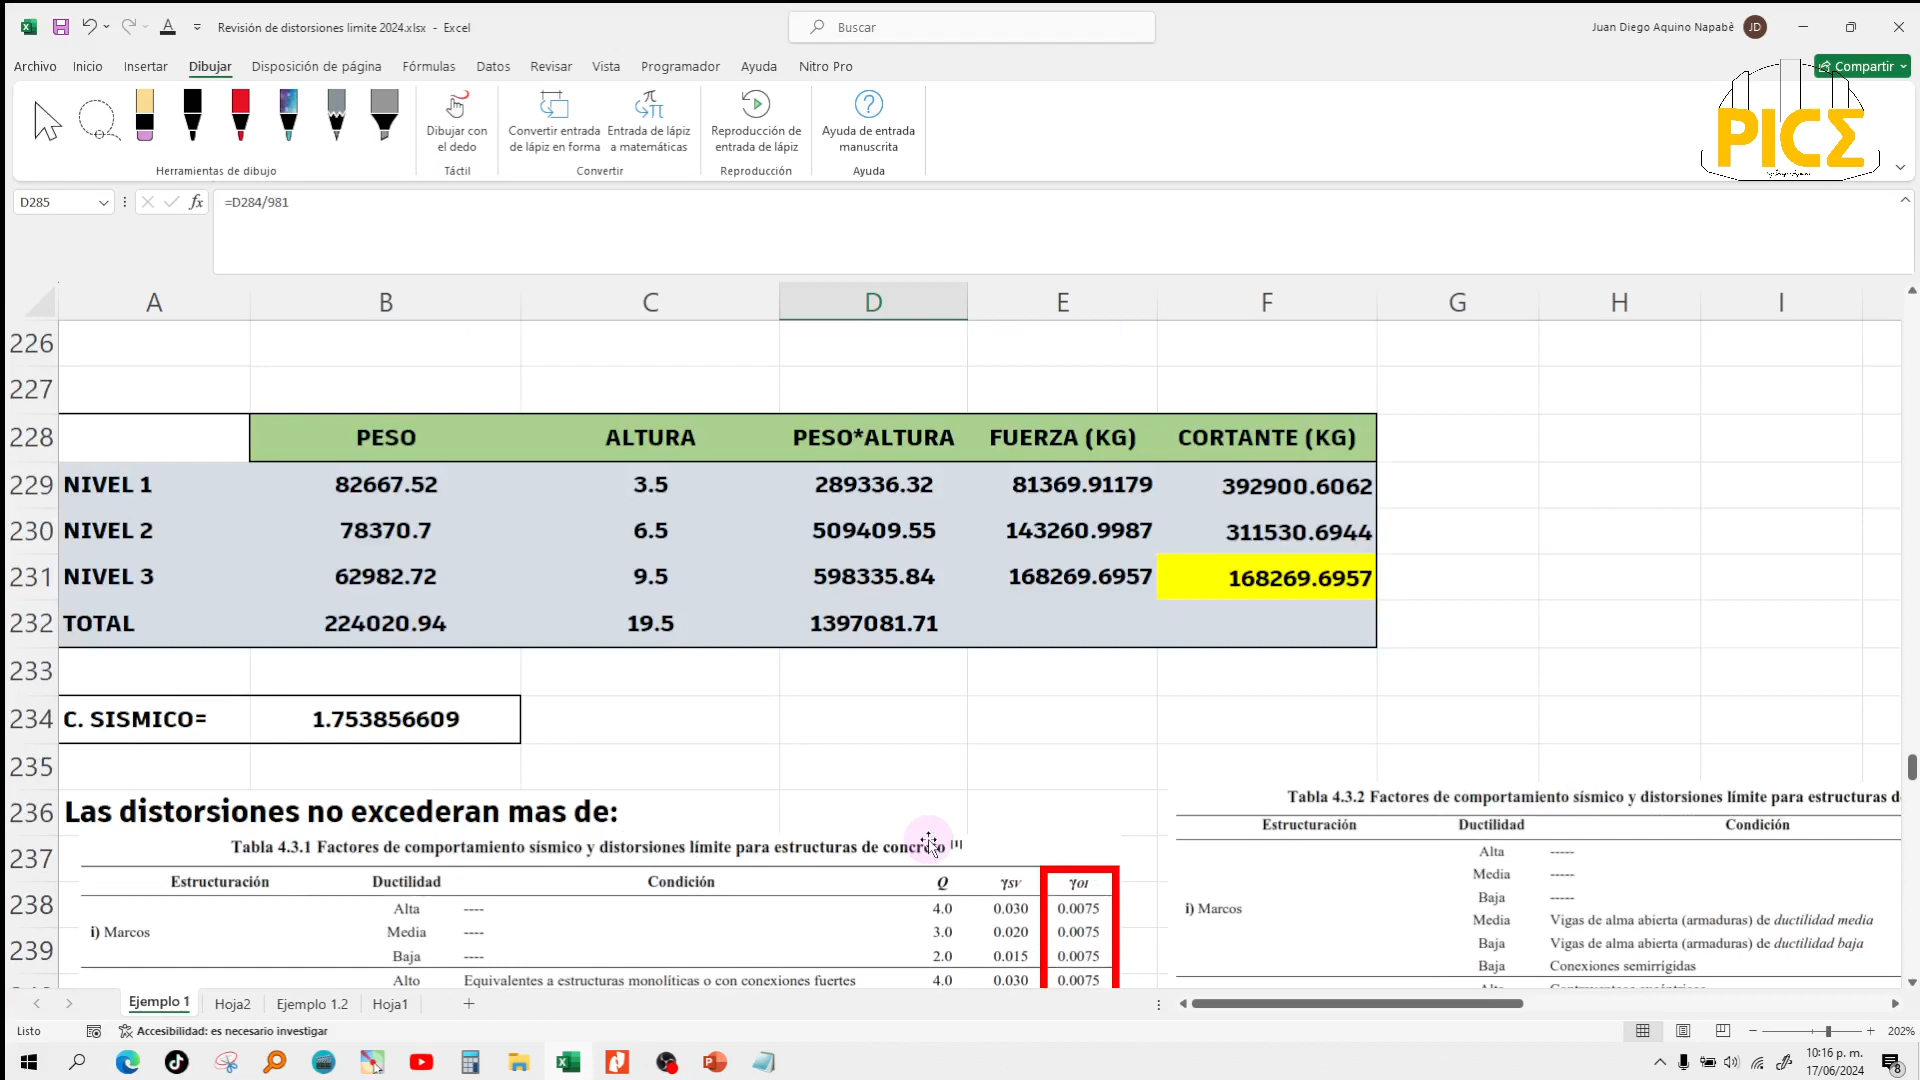 Revisión de distorsiones limite 2024.xlsx - Excel
Buscar
Juan Diego Aquino Napabè
JD
Archivo Inicio Insertar Dibujar Disposición de página Fórmulas Datos Revisar Vista Programador Ayuda Nitro Pro
Compartir
Dibujar con el dedo
Convertir entrada de lápiz en forma
Entrada de lápiz a matemáticas
Reproducción de entrada de lápiz
Ayuda de entrada manuscrita
Herramientas de dibujo Táctil Convertir Reproducción Ayuda
PICΣ
D285 fx =D284/981
A B C D E F G H I
226
227
228 PESO ALTURA PESO*ALTURA FUERZA (KG) CORTANTE (KG)
229 NIVEL 1 82667.52 3.5 289336.32 81369.91179 392900.6062
230 NIVEL 2 78370.7 6.5 509409.55 143260.9987 311530.6944
231 NIVEL 3 62982.72 9.5 598335.84 168269.6957 168269.6957
232 TOTAL 224020.94 19.5 1397081.71
233
234 C. SISMICO= 1.753856609
235
236 Las distorsiones no excederan mas de:
237
238
239
Tabla 4.3.1 Factores de comportamiento sísmico y distorsiones límite para estructuras de concreto [1]
Estructuración Ductilidad Condición Q γSV γOI
Alta ---- 4.0 0.030 0.0075
i) Marcos Media ---- 3.0 0.020 0.0075
Baja ---- 2.0 0.015 0.0075
Alto Equivalentes a estructuras monolíticas o con conexiones fuertes 4.0 0.030 0.0075
Tabla 4.3.2 Factores de comportamiento sísmico y distorsiones límite para estructuras d
Estructuración Ductilidad Condición
Alta -----
Media -----
Baja -----
i) Marcos Media Vigas de alma abierta (armaduras) de ductilidad media
Baja Vigas de alma abierta (armaduras) de ductilidad baja
Baja Conexiones semirrígidas
Ejemplo 1 Hoja2 Ejemplo 1.2 Hoja1
Listo Accesibilidad: es necesario investigar 202%
10:16 p. m.
17/06/2024
8